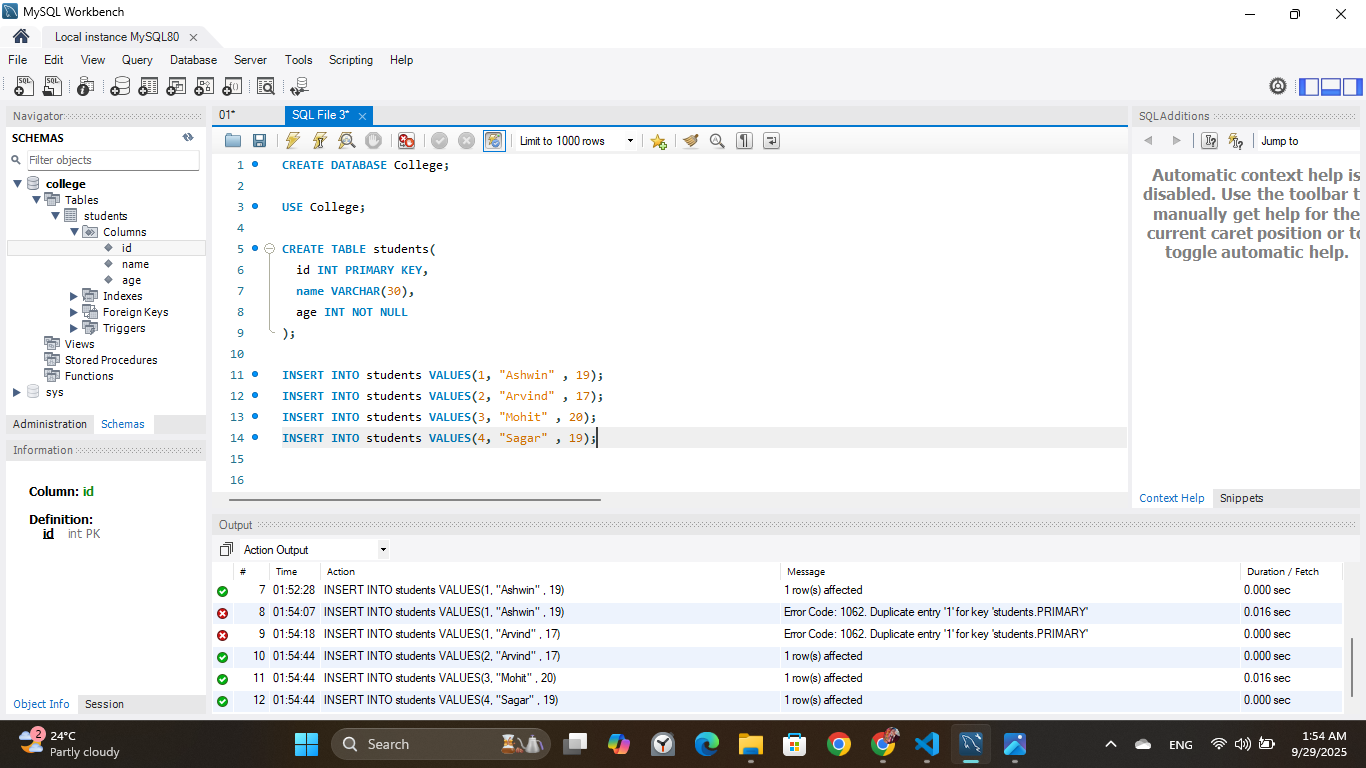 MySQL Workbench
Local instance MySQL80
File Edit View Query Database Server Tools Scripting Help
Navigator
SCHEMAS
Filter objects
college
Tables
students
Columns
id
name
age
Indexes
Foreign Keys
Triggers
Views
Stored Procedures
Functions
sys
Administration Schemas
Information
Column: id
Definition:
id int PK
Object Info Session
01* SQL File 3*
Limit to 1000 rows
1 CREATE DATABASE College;
2
3 USE College;
4
5 CREATE TABLE students(
6 id INT PRIMARY KEY,
7 name VARCHAR(30),
8 age INT NOT NULL
9 );
10
11 INSERT INTO students VALUES(1, "Ashwin" , 19);
12 INSERT INTO students VALUES(2, "Arvind" , 17);
13 INSERT INTO students VALUES(3, "Mohit" , 20);
14 INSERT INTO students VALUES(4, "Sagar" , 19);
15
16
SQLAdditions
Jump to
Automatic context help is
disabled. Use the toolbar t
manually get help for the
current caret position or to
toggle automatic help.
Context Help Snippets
Output
Action Output
# Time Action Message Duration / Fetch
7 01:52:28 INSERT INTO students VALUES(1, "Ashwin" , 19) 1 row(s) affected 0.000 sec
8 01:54:07 INSERT INTO students VALUES(1, "Ashwin" , 19) Error Code: 1062. Duplicate entry '1' for key 'students.PRIMARY' 0.016 sec
9 01:54:18 INSERT INTO students VALUES(1, "Arvind" , 17) Error Code: 1062. Duplicate entry '1' for key 'students.PRIMARY' 0.000 sec
10 01:54:44 INSERT INTO students VALUES(2, "Arvind" , 17) 1 row(s) affected 0.000 sec
11 01:54:44 INSERT INTO students VALUES(3, "Mohit" , 20) 1 row(s) affected 0.016 sec
12 01:54:44 INSERT INTO students VALUES(4, "Sagar" , 19) 1 row(s) affected 0.000 sec
2
24°C
Partly cloudy
Search
ENG
1:54 AM
9/29/2025